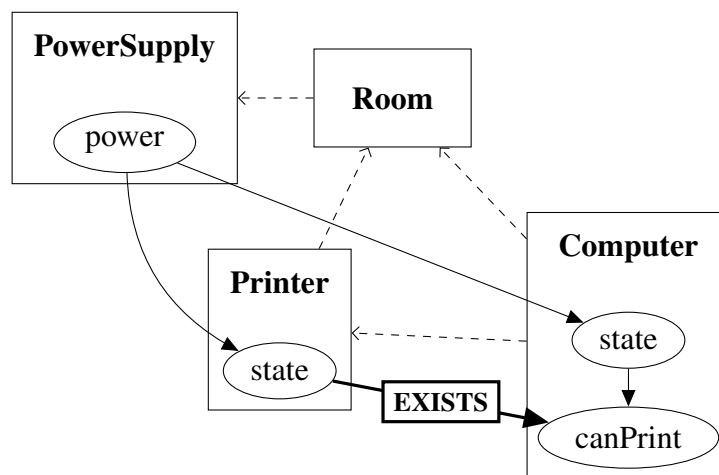 PowerSupply
power
Room
Computer
Printer
state
state
EXISTS
canPrint